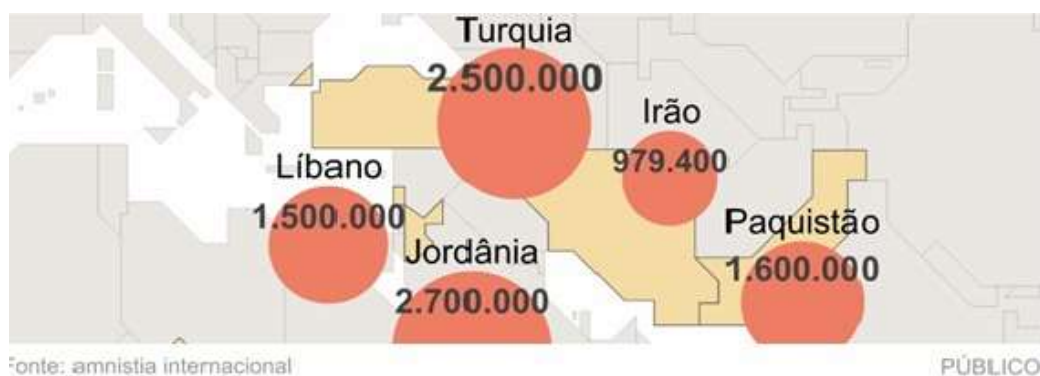 Turquia
2.500.000
Irão
979.400
Líbano
1.500.000
Paquistão
1.600.000
Jordânia
2.700.000
Fonte: amnistia internacional
PÚBLICO